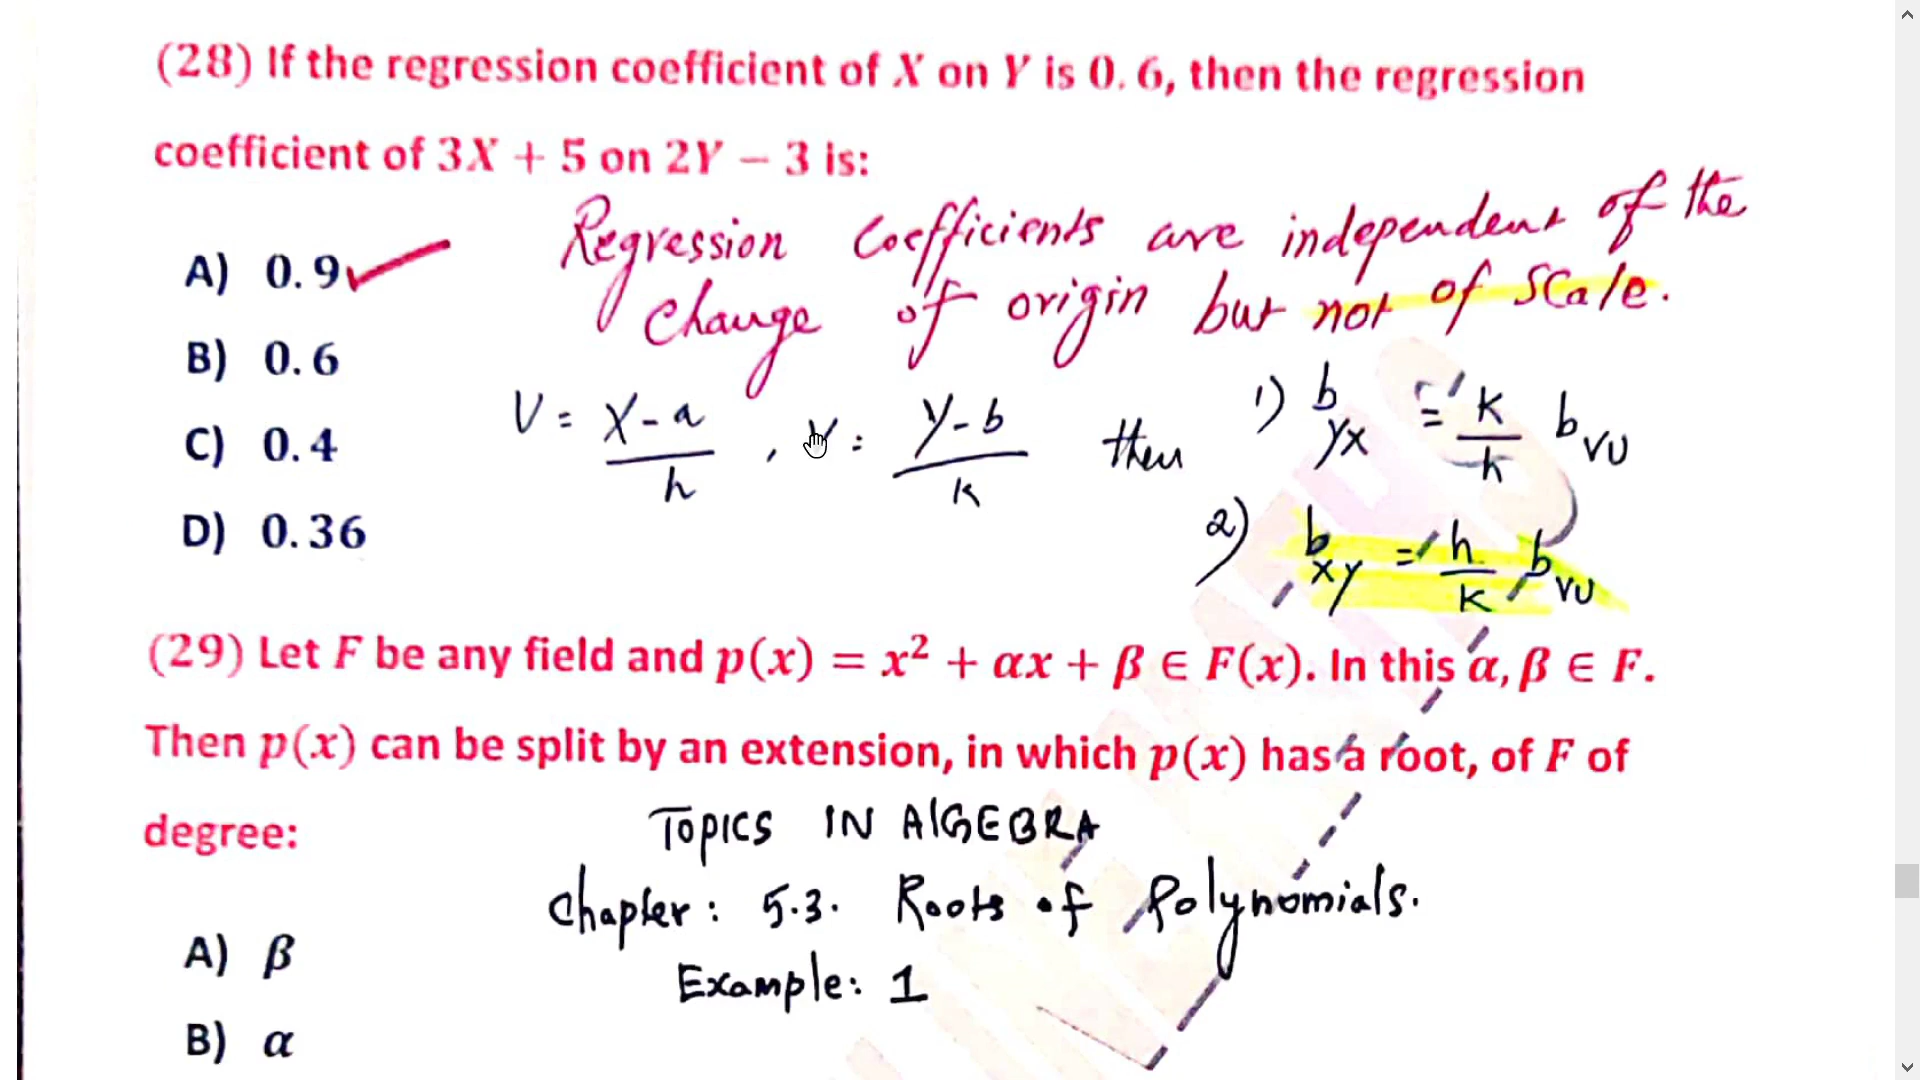 (28) If the regression coefficient of X on Y is 0.6, then the regression
coefficient of 3X + 5 on 2Y − 3 is:
Regression Coefficients are independent of the
change of origin but not of scale.
A) 0.9
B) 0.6
C) 0.4
D) 0.36
U = X-a/h , V = y-b/k then 1) b yx = k/h b vu
2) b xy = h/k b vu
(29) Let F be any field and p(x) = x² + αx + β ∈ F(x). In this α, β ∈ F.
Then p(x) can be split by an extension, in which p(x) has a root, of F of
degree:
TOPICS IN AlGEBRA
Chapter: 5.3. Roots of Polynomials.
Example: 1
A) β
B) α